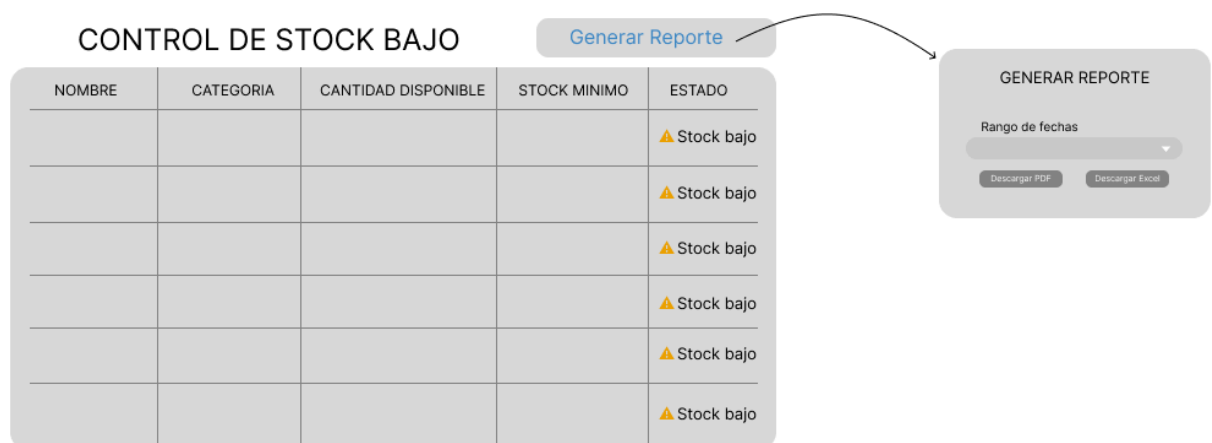 CONTROL DE STOCK BAJO
Generar Reporte
NOMBRE CATEGORIA CANTIDAD DISPONIBLE STOCK MINIMO ESTADO
Stock bajo
Stock bajo
Stock bajo
Stock bajo
Stock bajo
Stock bajo
GENERAR REPORTE
Rango de fechas
Descargar PDF Descargar Excel